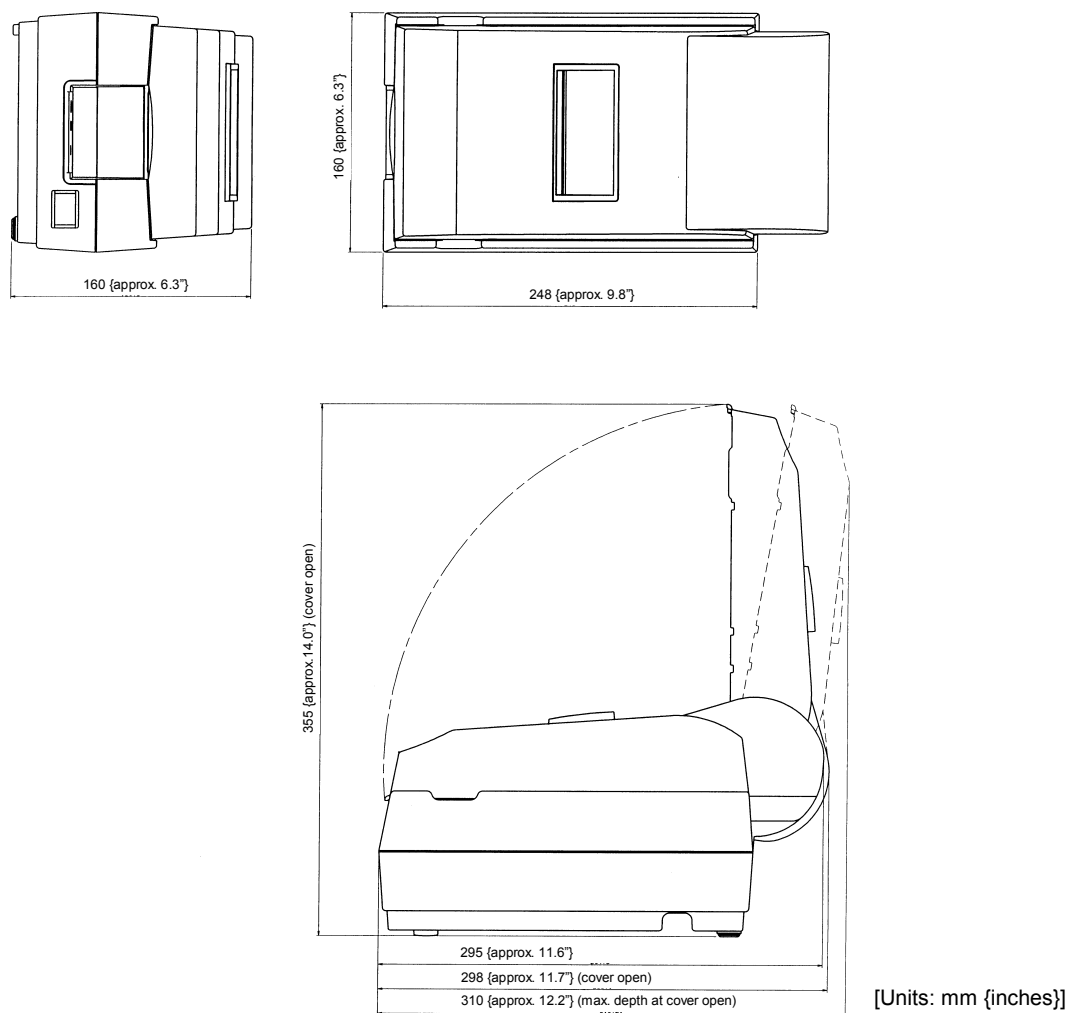 160 {approx. 6.3”}
160 {approx. 6.3”}
248 {approx. 9.8”}
355 {approx.14.0”} (cover open)
295 {approx. 11.6”}
298 {approx. 11.7”} (cover open)
310 {approx. 12.2”} (max. depth at cover open)
[Units: mm {inches}]